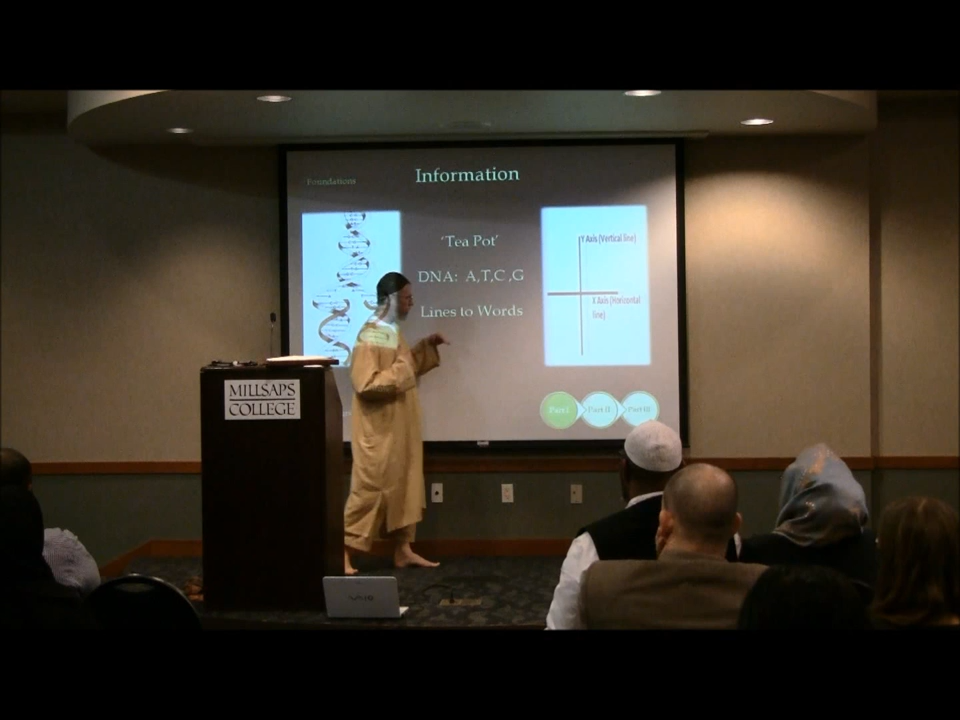 Foundations
Information
'Tea Pot'
DNA: A,T,C,G
Lines to Words
Y Axis (Vertical line)
X Axis (Horizontal
line)
Part I
Part II
Part III
MILLSAPS
COLLEGE
VAIO